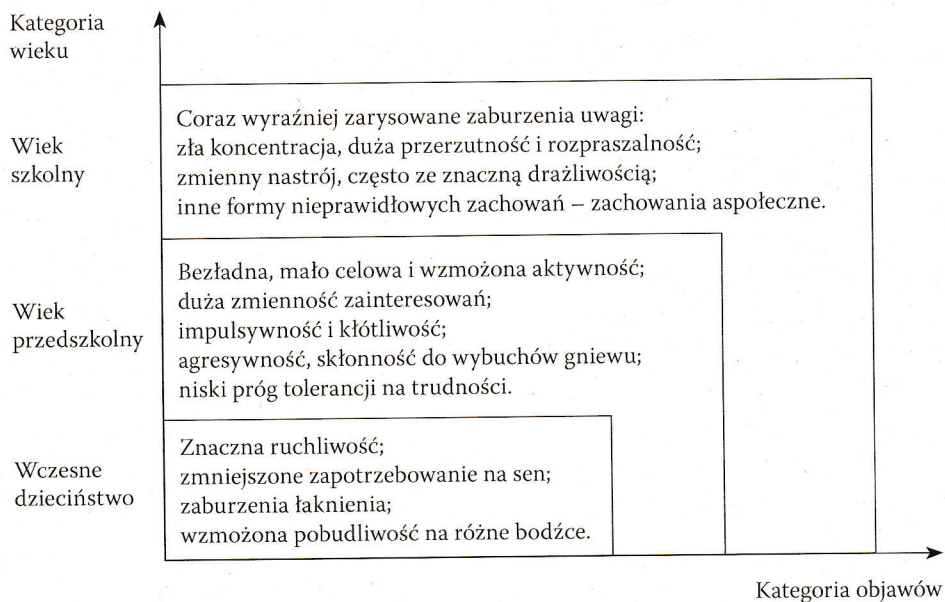 Kategoria
wieku
Wiek
szkolny
Coraz wyraźniej zarysowane zaburzenia uwagi:
zła koncentracja, duża przerzutność i rozpraszalność;
zmienny nastrój, często ze znaczną drażliwością;
inne formy nieprawidłowych zachowań – zachowania aspołeczne.
Wiek
przedszkolny
Bezładna, mało celowa i wzmożona aktywność;
duża zmienność zainteresowań;
impulsywność i kłótliwość;
agresywność, skłonność do wybuchów gniewu;
niski próg tolerancji na trudności.
Wczesne
dzieciństwo
Znaczna ruchliwość;
zmniejszone zapotrzebowanie na sen;
zaburzenia łaknienia;
wzmożona pobudliwość na różne bodźce.
Kategoria objawów